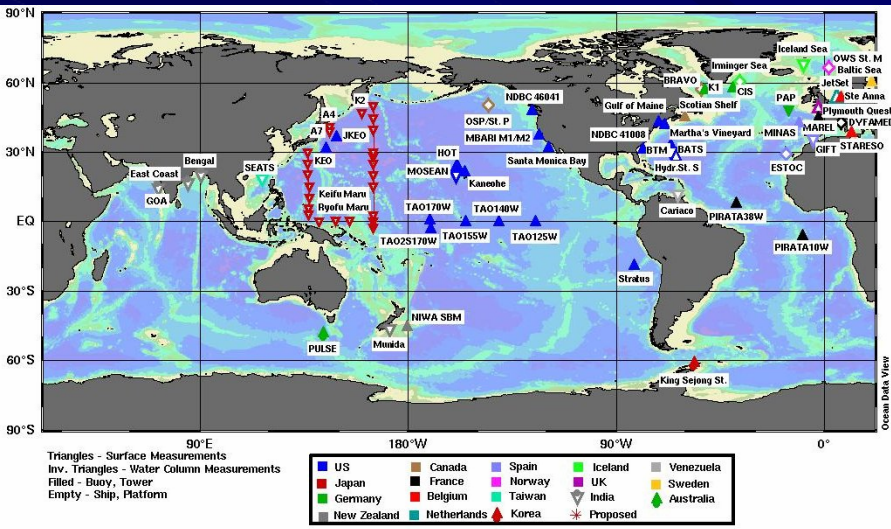 90°N
60°N
30°N
EQ
30°S
60°S
90°S
90°E
180°W
90°W
0°
Iceland Sea
OWS St. M
Irminger Sea
Baltic Sea
BRAVO
K1
CIS
JetSet
PAP
Ste Anna
K2
NDBC 46041
Gulf of Maine
Scotian Shelf
Plymouth Quest
A4
OSP/St. P
MAREL
DYFAMED
A7
JKEO
MBARI M1/M2
NDBC 41008
Martha's Vineyard
MINAS
GIFT
STARESO
KEO
HOT
Santa Monica Bay
BTM
BATS
Bengal
SEATS
MOSEAN
Kaneohe
Hydr.St. S
ESTOC
East Coast
GOA
Keifu Maru
Ryofu Maru
TAO170W
TAO140W
Cariaco
PIRATA38W
TAO2S170W
TAO155W
TAO125W
PIRATA10W
Stratus
NIWA SBM
PULSE
Munida
King Sejong St.
Ocean Data View
Triangles - Surface Measurements
Inv. Triangles - Water Column Measurements
Filled - Buoy, Tower
Empty - Ship, Platform
US Canada Spain Iceland Venezuela
Japan France Norway UK Sweden
Germany Belgium Taiwan India Australia
New Zealand Netherlands Korea Proposed